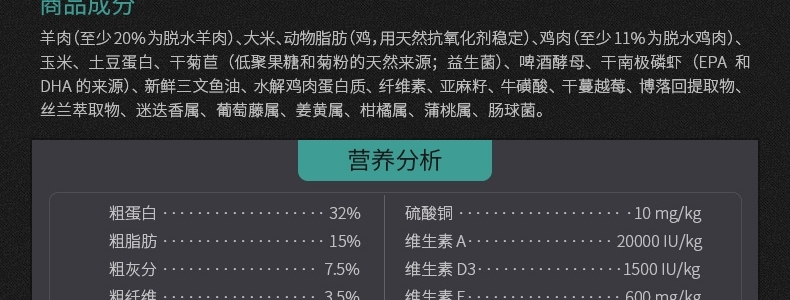 商品成分
羊肉（至少20%为脱水羊肉）、大米、动物脂肪（鸡，用天然抗氧化剂稳定）、鸡肉（至少11%为脱水鸡肉）、
玉米、土豆蛋白、干菊苣（低聚果糖和菊粉的天然来源；益生菌）、啤酒酵母、干南极磷虾（EPA 和
DHA 的来源）、新鲜三文鱼油、水解鸡肉蛋白质、纤维素、亚麻籽、牛磺酸、干蔓越莓、博落回提取物、
丝兰萃取物、迷迭香属、葡萄藤属、姜黄属、柑橘属、蒲桃属、肠球菌。
营养分析
粗蛋白 ···················· 32%
硫酸铜 ···················· 10 mg/kg
粗脂肪 ···················· 15%
维生素 A ·················· 20000 IU/kg
粗灰分 ···················· 7.5%
维生素 D3 ················· 1500 IU/kg
粗纤维 ···················· 3.5%
维生素 E ·················· 600 mg/kg